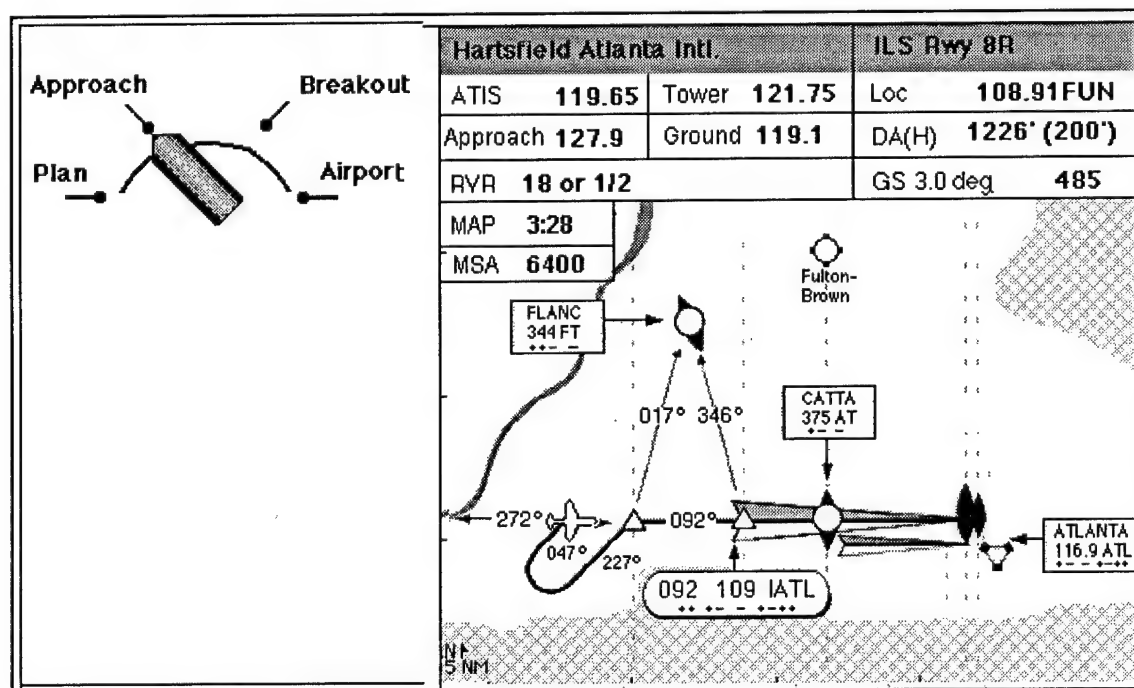 Approach
Breakout
Plan
Airport
Hartsfield Atlanta Intl.
ILS Rwy 8R
ATIS 119.65
Tower 121.75
Loc 108.91FUN
Approach 127.9
Ground 119.1
DA(H) 1226' (200')
RVR 18 or 1/2
GS 3.0 deg 485
MAP 3:28
MSA 6400
Fulton-
Brown
FLANC
344 FT
CATTA
375 AT
017° 346°
272°
092°
047°
227°
ATLANTA
116.9 ATL
092 109 IATL
5 NM